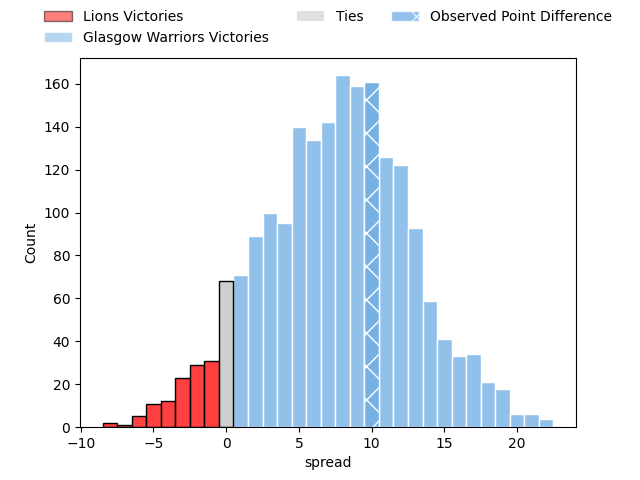 Lions Victories
Glasgow Warriors Victories
Ties
Observed Point Difference
160
140
120
100
80
60
40
20
0
Count
−10
−5
0
5
10
15
20
spread